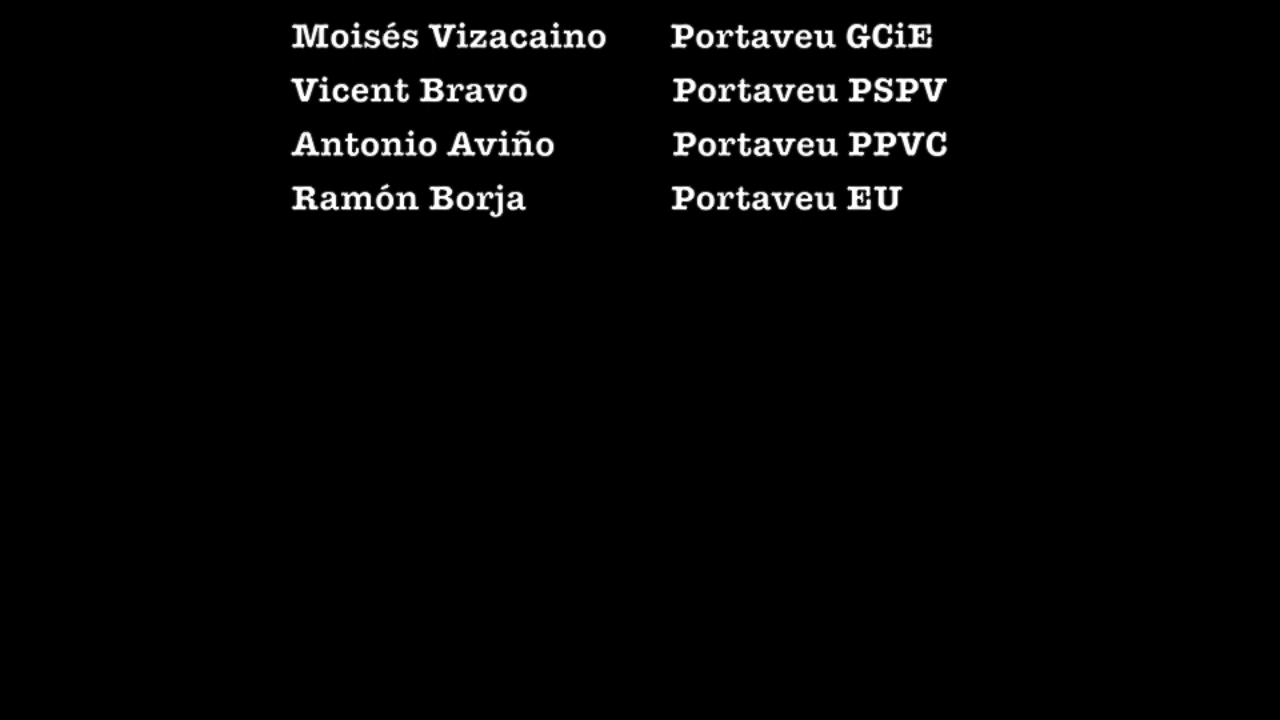 Moisés Vizacaino Portaveu GCiE
Vicent Bravo Portaveu PSPV
Antonio Aviño Portaveu PPVC
Ramón Borja Portaveu EU